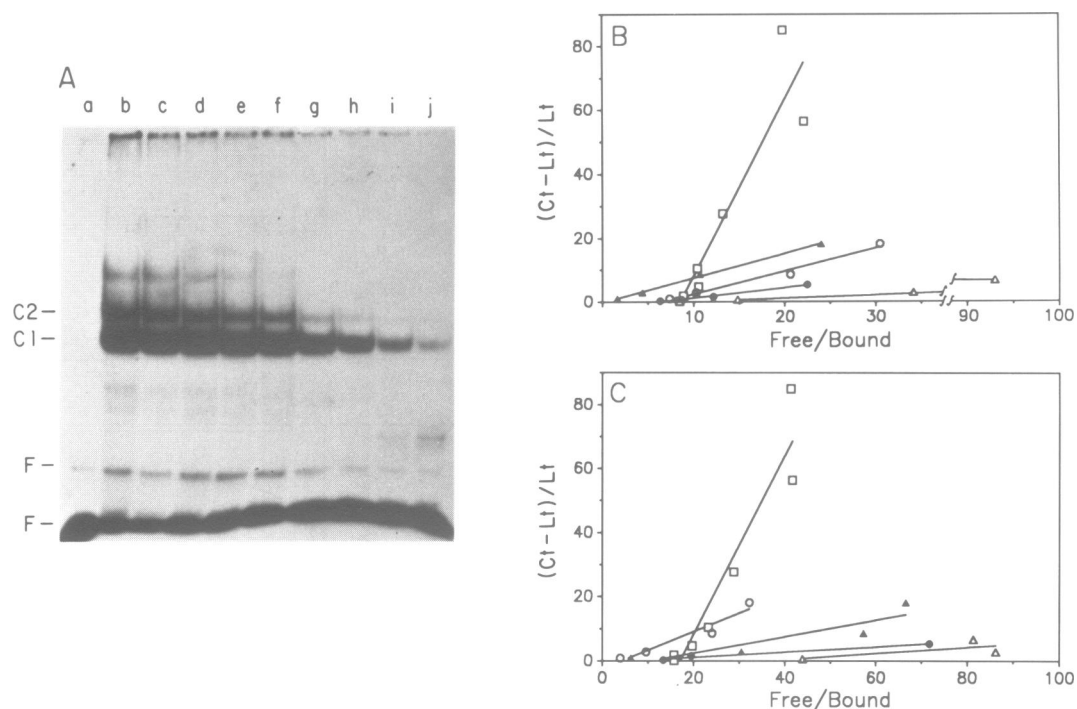 A
a b c d e f g h i j
C2 –
C1 –
F –
F –
B
(Ct-Lt)/Lt
80
60
40
20
0
10 20 30 90 100
Free/Bound
C
(Ct-Lt)/Lt
80
60
40
20
0
0 20 40 60 80 100
Free/Bound